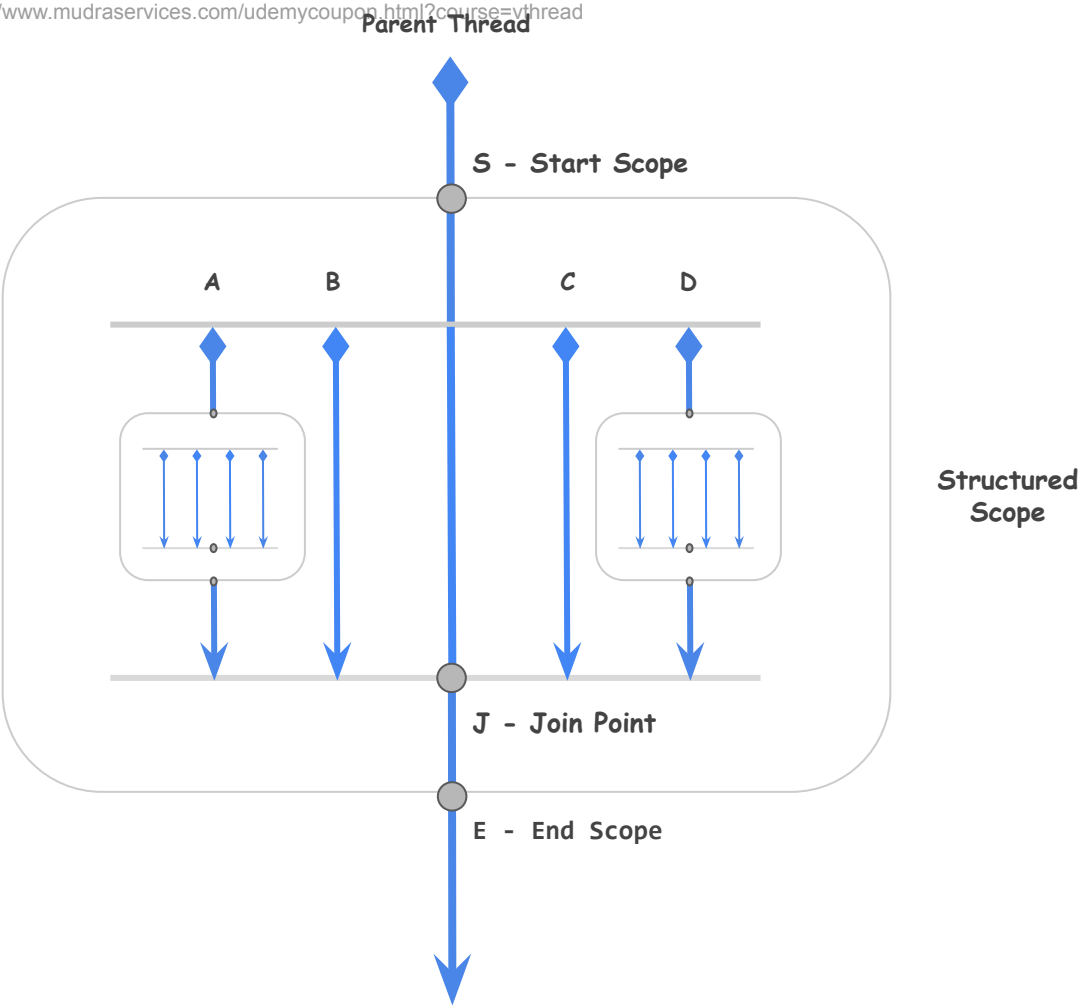 /www.mudraservices.com/udemycoupon.html?course=vthread
Parent Thread
S - Start Scope
A B C D
Structured
Scope
J - Join Point
E - End Scope